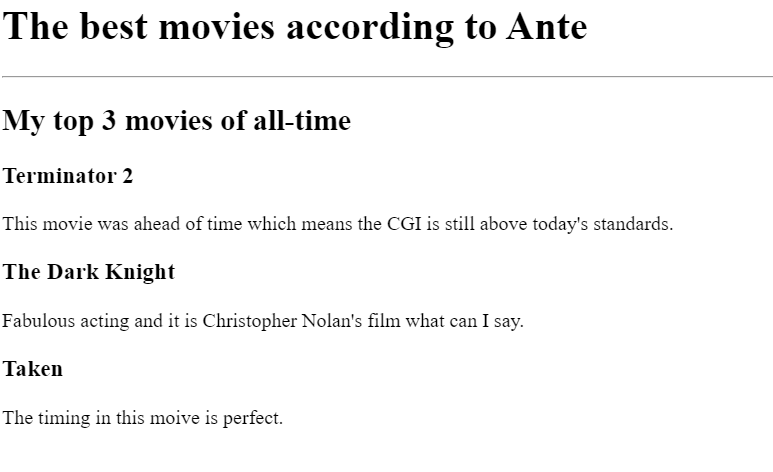 The best movies according to Ante
My top 3 movies of all-time
Terminator 2
This movie was ahead of time which means the CGI is still above today's standards.
The Dark Knight
Fabulous acting and it is Christopher Nolan's film what can I say.
Taken
The timing in this moive is perfect.